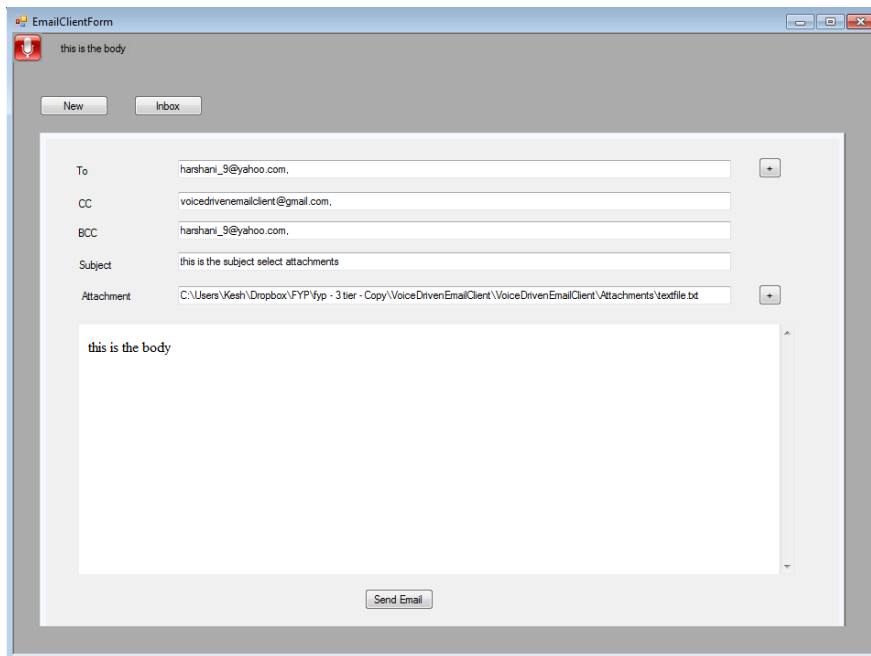 EmailClientForm
this is the body
New Inbox
To harshani_9@yahoo.com, +
CC voicedrivenemailclient@gmail.com,
BCC harshani_9@yahoo.com,
Subject this is the subject select attachments
Attachment C:\Users\Kesh\Dropbox\FYP\fyp - 3 tier - Copy\VoiceDrivenEmailClient\VoiceDrivenEmailClient\Attachments\textfile.txt +
this is the body
Send Email